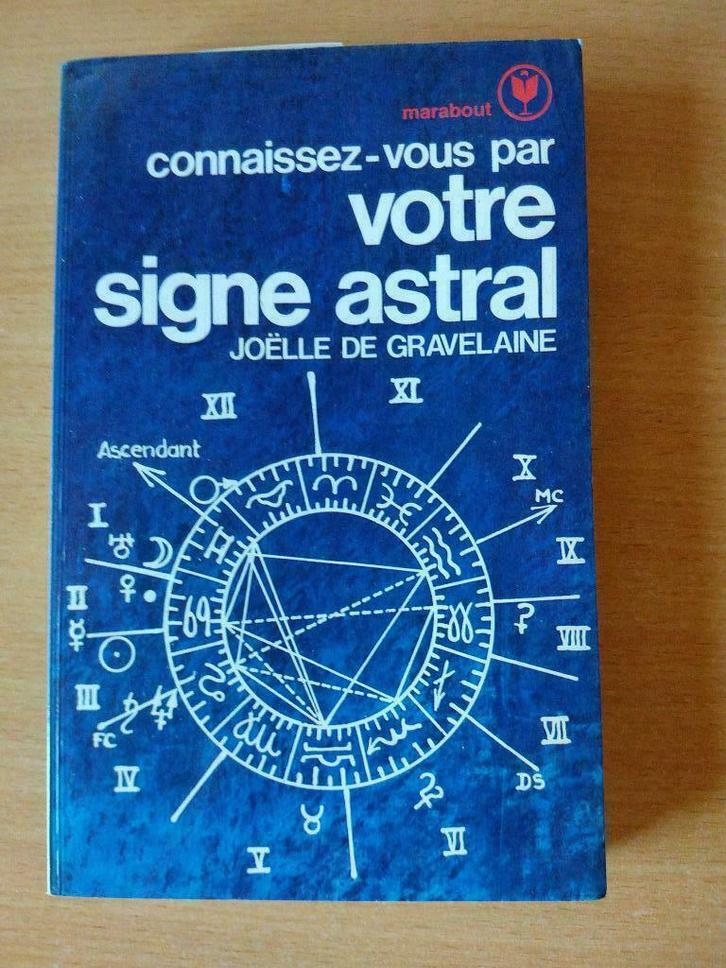 marabout
connaissez-vous par
votre
signe astral
JOËLLE DE GRAVELAINE
XII
XI
Ascendant
X
MC
I
IX
II
VIII
III
FC
VII
IV
DS
VI
V